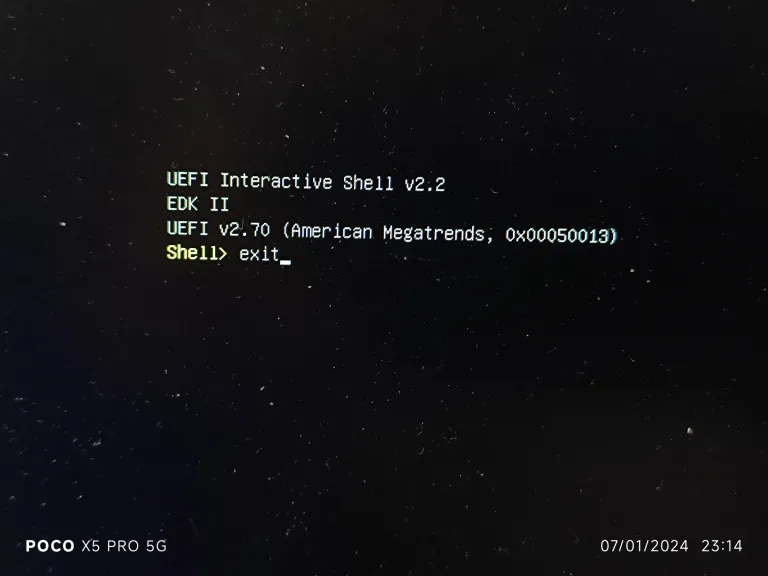 UEFI Interactive Shell v2.2
EDK II
UEFI v2.70 (American Megatrends, 0x00050013)
Shell> exit_
POCO X5 PRO 5G
07/01/2024 23:14